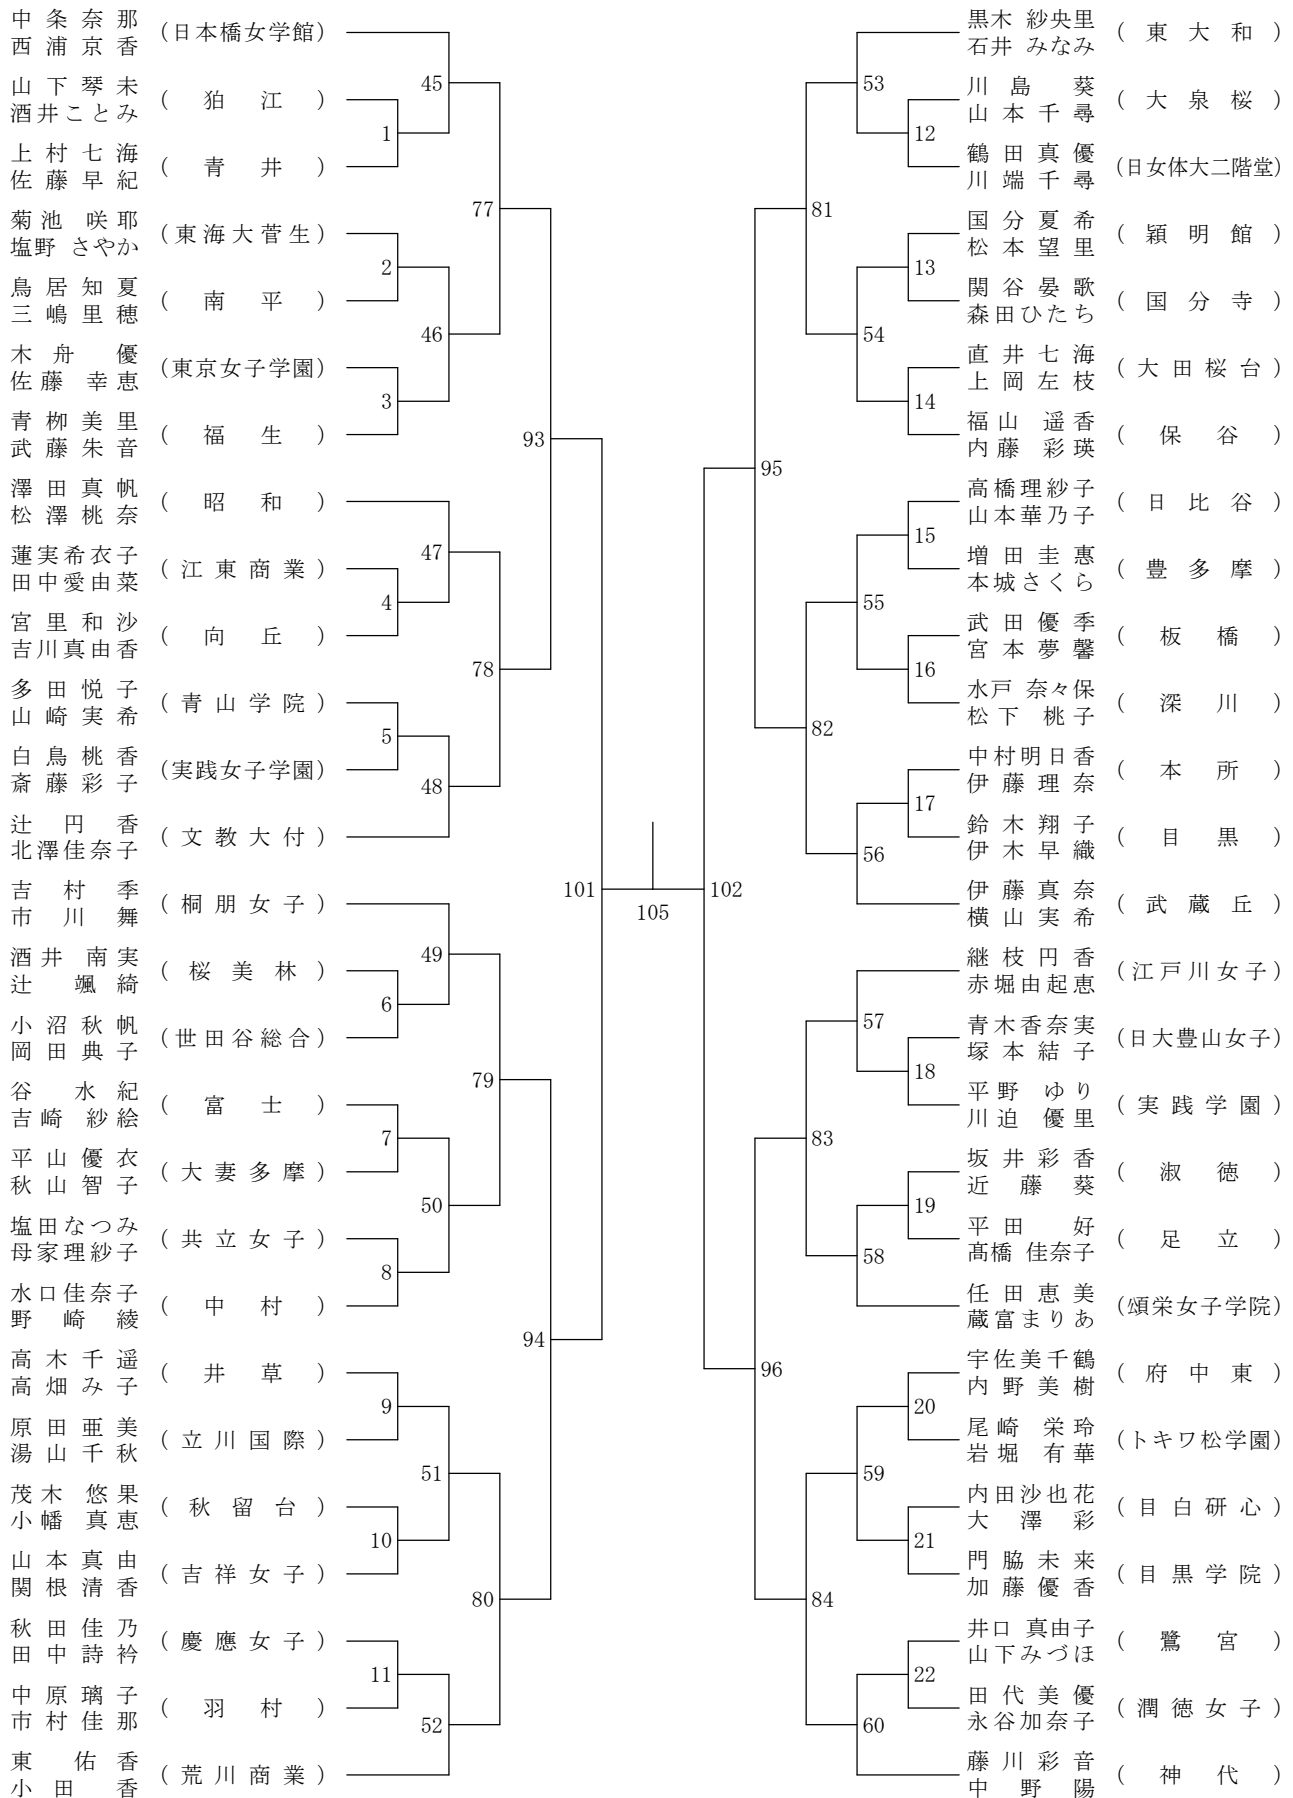 中条奈那
西浦京香
(日本橋女学館)
山下琴未
酒井ことみ
(狛江)
上村七海
佐藤早紀
(青井)
菊池 咲耶
塩野 さやか
(東海大菅生)
鳥居知夏
三嶋里穂
(南平)
木舟 優
佐藤 幸恵
(東京女子学園)
青栁美里
武藤朱音
(福生)
澤田真帆
松澤桃奈
(昭和)
蓮実希衣子
田中愛由菜
(江東商業)
宮里和沙
吉川真由香
(向丘)
多田悦子
山崎実希
(青山学院)
白鳥桃香
斎藤彩子
(実践女子学園)
辻円香
北澤佳奈子
(文教大付)
吉村季
市川舞
(桐朋女子)
酒井 南実
辻 颯綺
(桜美林)
小沼秋帆
岡田典子
(世田谷総合)
谷 水紀
吉崎 紗絵
(富士)
平山優衣
秋山智子
(大妻多摩)
塩田なつみ
母家理紗子
(共立女子)
水口佳奈子
野崎綾
(中村)
高木千遥
高畑み子
(井草)
原田亜美
湯山千秋
(立川国際)
茂木 悠果
小幡 真恵
(秋留台)
山本真由
関根清香
(吉祥女子)
秋田佳乃
田中詩衿
(慶應女子)
中原璃子
市村佳那
(羽村)
東 佑香
小田 香
(荒川商業)
1
2
3
4
5
6
7
8
9
10
11
45
46
47
48
49
50
51
52
77
78
79
80
93
94
101
105
102
95
96
81
82
83
84
53
54
55
56
57
58
59
60
12
13
14
15
16
17
18
19
20
21
22
黒木 紗央里
石井 みなみ
(東大和)
川島 葵
山本千尋
(大泉桜)
鶴田真優
川端千尋
(日女体大二階堂)
国分夏希
松本望里
(穎明館)
関谷晏歌
森田ひたち
(国分寺)
直井七海
上岡左枝
(大田桜台)
福山 遥香
内藤 彩瑛
(保谷)
高橋理紗子
山本華乃子
(日比谷)
増田圭惠
本城さくら
(豊多摩)
武田優季
宮本夢馨
(板橋)
水戸 奈々保
松下 桃子
(深川)
中村明日香
伊藤理奈
(本所)
鈴木翔子
伊木早織
(目黒)
伊藤真奈
横山実希
(武蔵丘)
継枝円香
赤堀由起恵
(江戸川女子)
青木香奈実
塚本結子
(日大豊山女子)
平野 ゆり
川迫 優里
(実践学園)
坂井彩香
近藤葵
(淑徳)
平田 好
髙橋 佳奈子
(足立)
任田恵美
蔵富まりあ
(頌栄女子学院)
宇佐美千鶴
内野美樹
(府中東)
尾崎 栄玲
岩堀 有華
(トキワ松学園)
内田沙也花
大澤彩
(目白研心)
門脇未来
加藤優香
(目黒学院)
井口 真由子
山下みづほ
(鷺宮)
田代美優
永谷加奈子
(潤徳女子)
藤川彩音
中野陽
(神代)